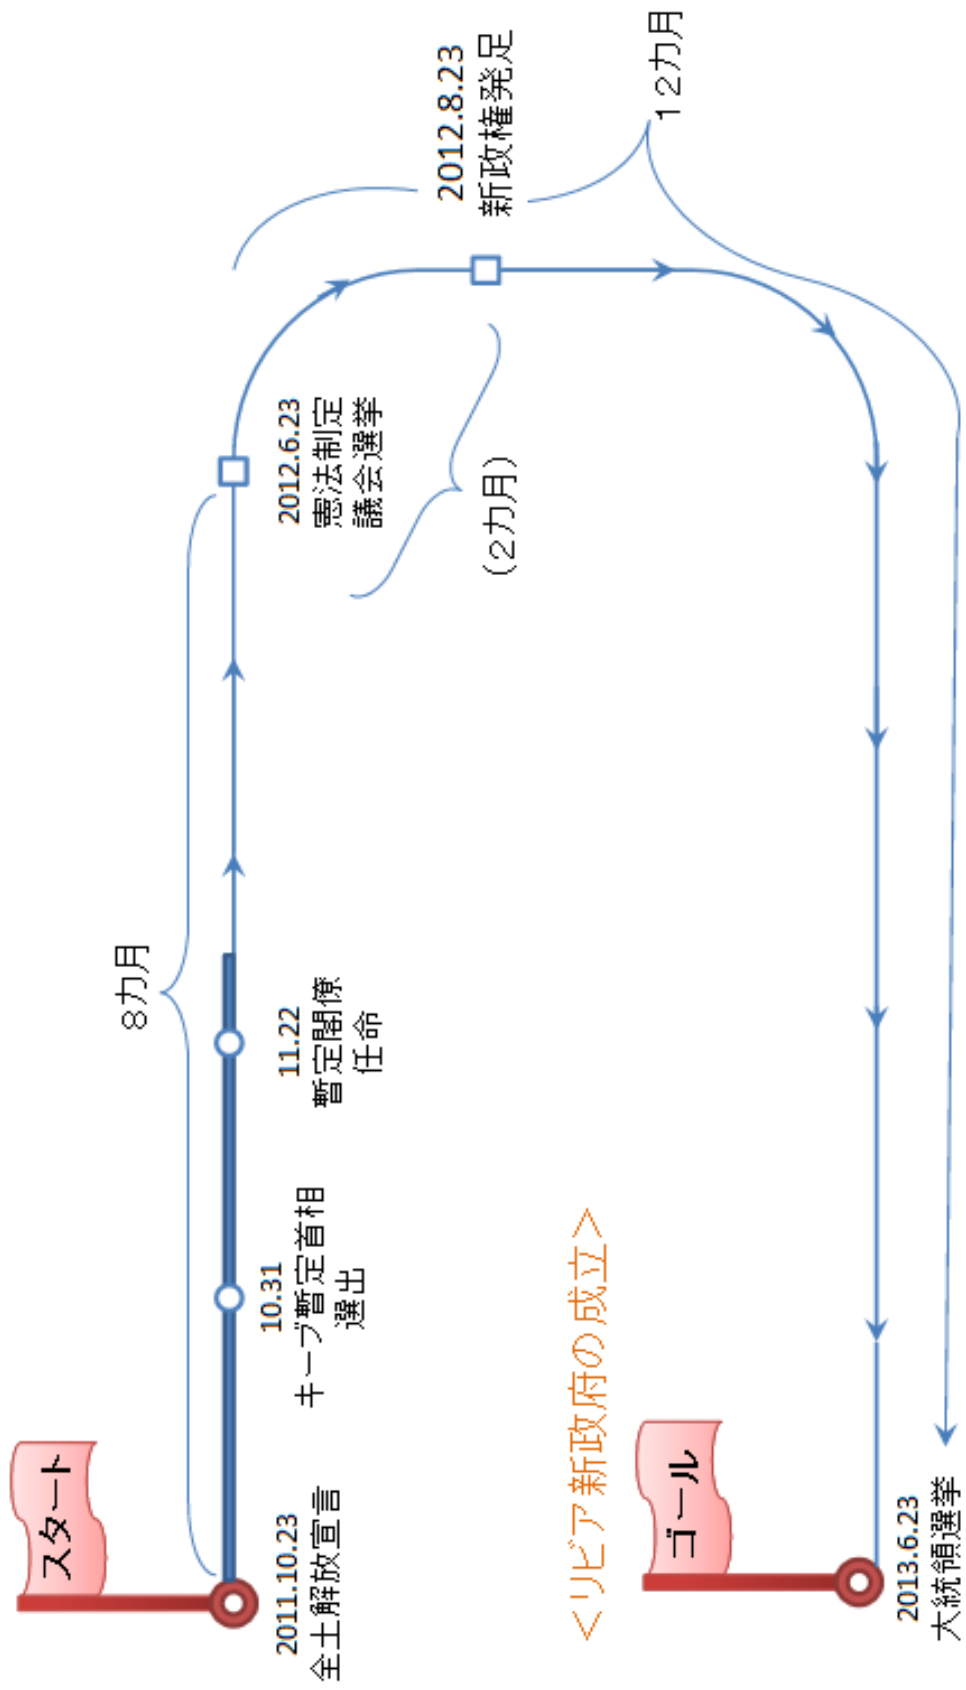 スタート
8カ月
2011.10.23
全土解放宣言
10.31
キーブ暫定首相
選出
11.22
暫定閣僚
任命
2012.6.23
憲法制定
議会選挙
2012.8.23
新政権発足
(2カ月)
12カ月
<リビア新政府の成立>
ゴール
2013.6.23
大統領選挙